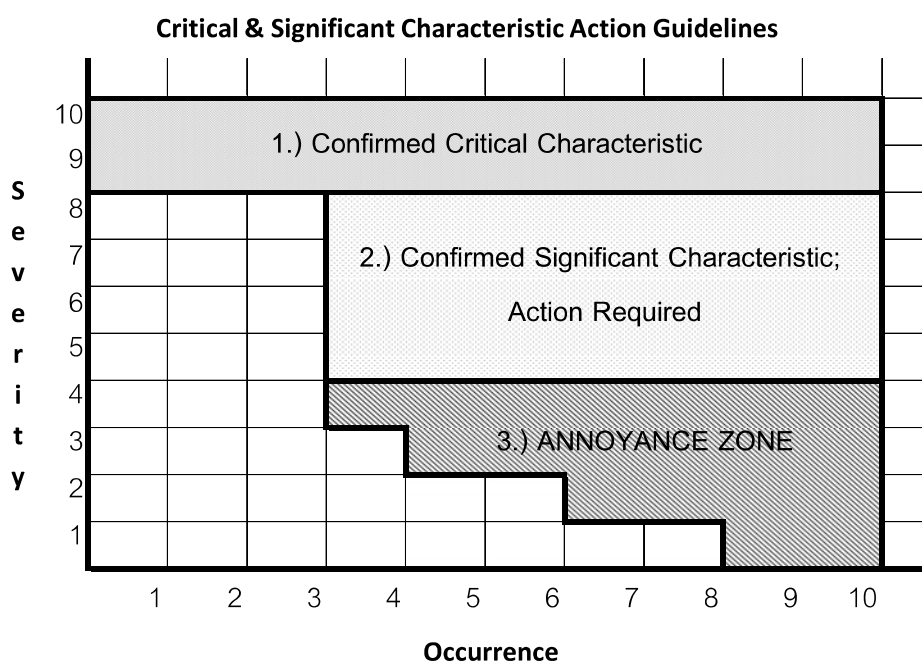 Critical & Significant Characteristic Action Guidelines
10
1.) Confirmed Critical Characteristic
9
Severity
8
7
2.) Confirmed Significant Characteristic;
6
Action Required
5
4
3
3.) ANNOYANCE ZONE
2
1
1 2 3 4 5 6 7 8 9 10
Occurrence